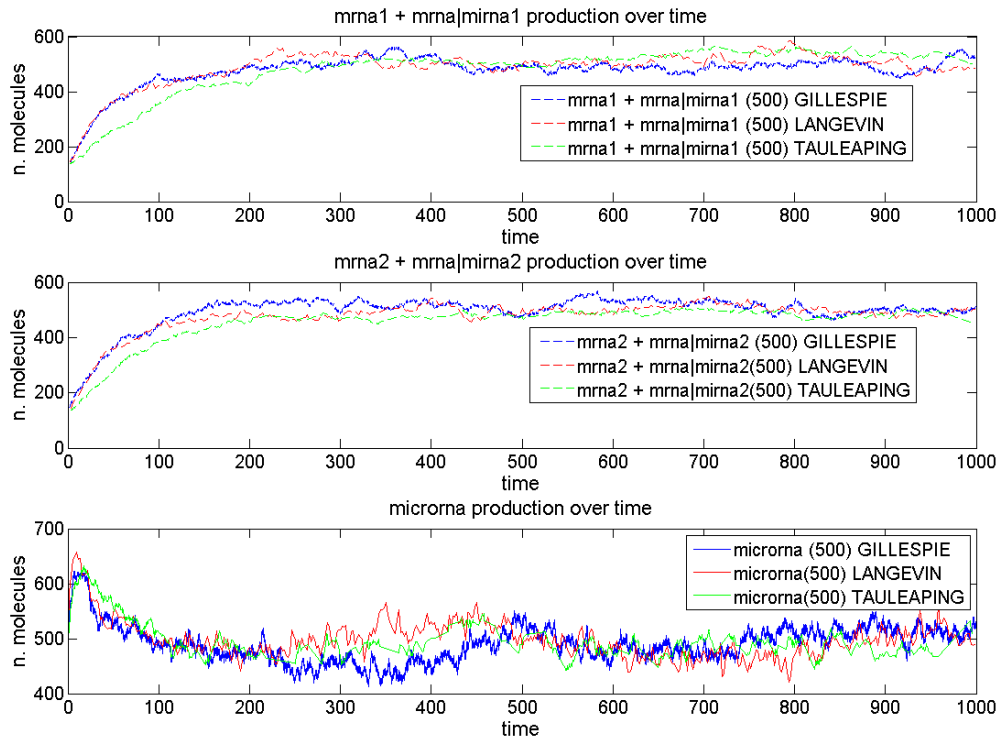 mrna1 + mrna|mirna1 production over time
600
400
200
0
n. molecules
mrna1 + mrna|mirna1 (500) GILLESPIE
mrna1 + mrna|mirna1 (500) LANGEVIN
mrna1 + mrna|mirna1 (500) TAULEAPING
0 100 200 300 400 500 600 700 800 900 1000
time
mrna2 + mrna|mirna2 production over time
600
400
200
0
n. molecules
mrna2 + mrna|mirna2 (500) GILLESPIE
mrna2 + mrna|mirna2(500) LANGEVIN
mrna2 + mrna|mirna2(500) TAULEAPING
0 100 200 300 400 500 600 700 800 900 1000
time
microrna production over time
700
600
500
400
n. molecules
microrna (500) GILLESPIE
microrna(500) LANGEVIN
microrna(500) TAULEAPING
0 100 200 300 400 500 600 700 800 900 1000
time